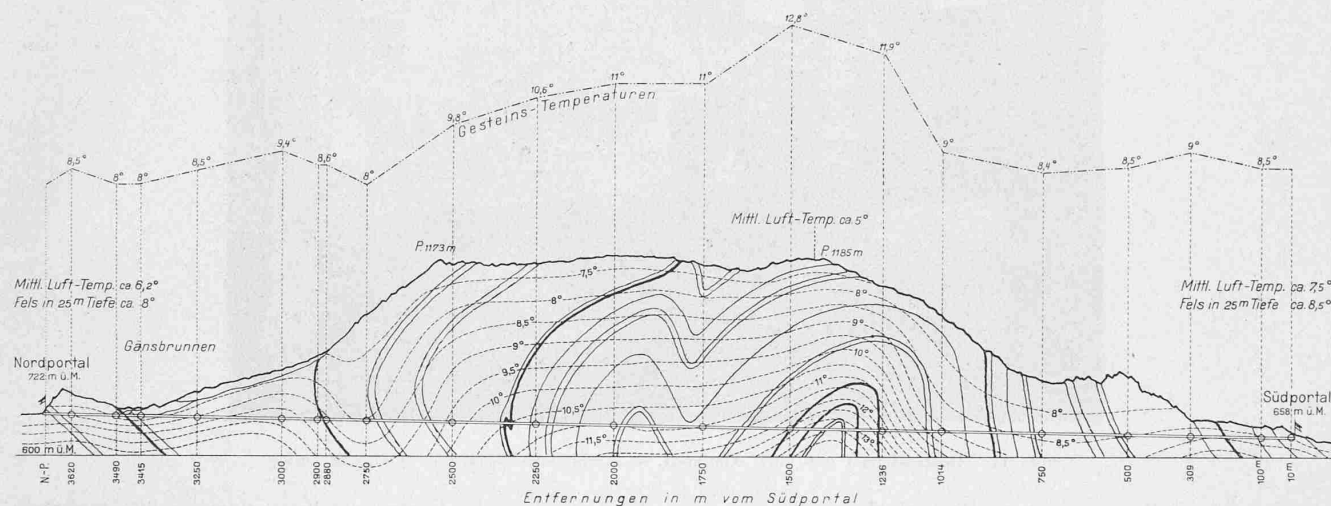 12,8°
11,9°
11°
11°
10,6°
9,8°
Gesteins-Temperaturen
9,4°
8,5°
8,5°
8,6°
8°
8°
8°
9°
8,4°
8,5°
9°
8,5°
Mittl. Luft-Temp. ca. 5°
P. 1173 m
P. 1185 m
Mittl. Luft-Temp. ca. 6,2°
Fels in 25 m Tiefe ca. 8°
Mittl. Luft-Temp. ca. 7,5°
Fels in 25 m Tiefe ca. 8,5°
7,5°
8°
8,5°
9°
9,5°
10°
10,5°
11,5°
8°
9°
10°
11°
12°
13°
8°
8,5°
Gänsbrunnen
Nordportal
722 m ü. M.
Südportal
658 m ü. M.
600 m ü. M.
N.-P.
3620
3490
3415
3250
3000
2900
2880
2750
2500
2250
2000
1750
1500
1235
1014
750
500
309
100 m
10 m
Entfernungen in m vom Südportal